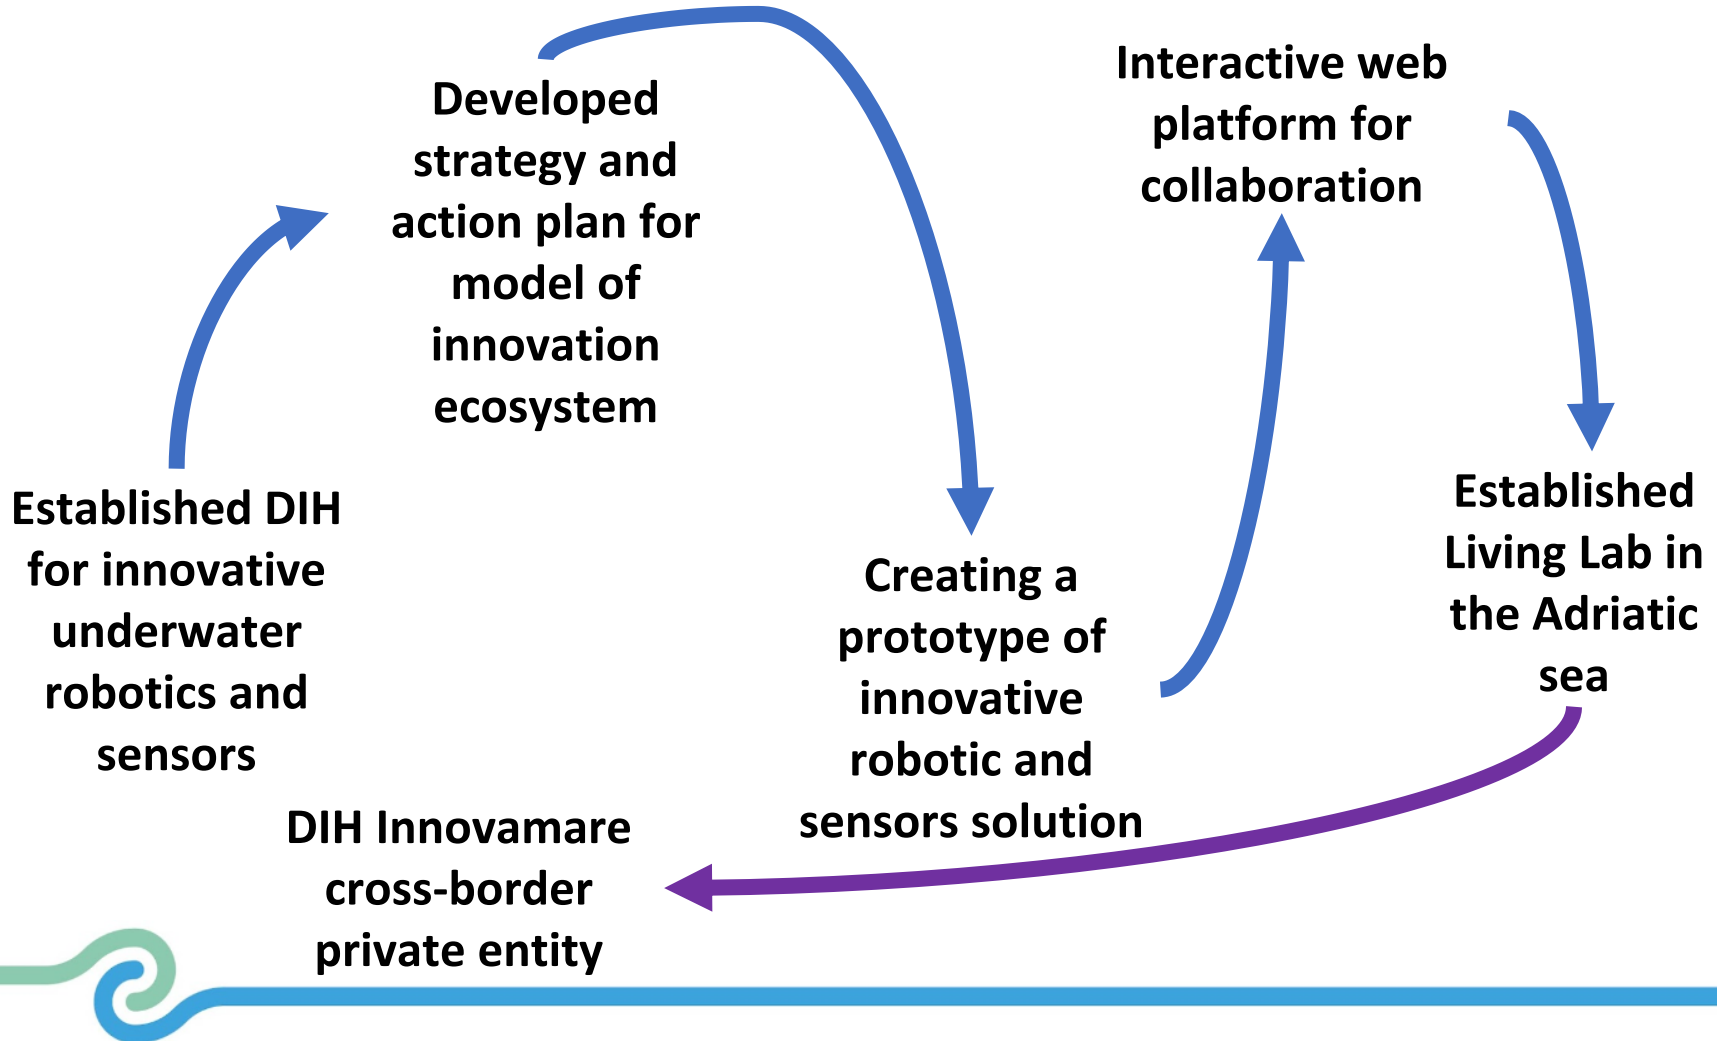 Developed
strategy and
action plan for
model of
innovation
ecosystem
Interactive web
platform for
collaboration
Established DIH
for innovative
underwater
robotics and
sensors
Creating a
prototype of
innovative
robotic and
sensors solution
Established
Living Lab in
the Adriatic
sea
DIH Innovamare
cross-border
private entity